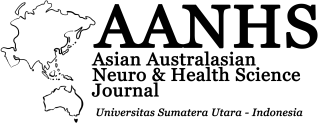 AANHS
Asian Australasian
Neuro & Health Science
Journal
Universitas Sumatera Utara - Indonesia